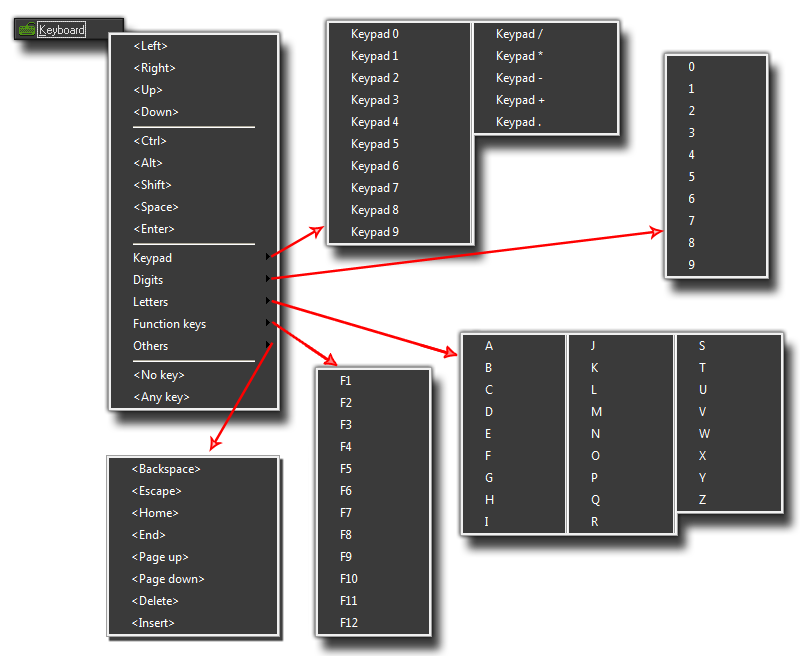 Keyboard
<Left>
<Right>
<Up>
<Down>
<Ctrl>
<Alt>
<Shift>
<Space>
<Enter>
Keypad
Digits
Letters
Function keys
Others
<No key>
<Any key>
Keypad 0
Keypad 1
Keypad 2
Keypad 3
Keypad 4
Keypad 5
Keypad 6
Keypad 7
Keypad 8
Keypad 9
Keypad /
Keypad *
Keypad -
Keypad +
Keypad .
0
1
2
3
4
5
6
7
8
9
A
B
C
D
E
F
G
H
I
J
K
L
M
N
O
P
Q
R
S
T
U
V
W
X
Y
Z
F1
F2
F3
F4
F5
F6
F7
F8
F9
F10
F11
F12
<Backspace>
<Escape>
<Home>
<End>
<Page up>
<Page down>
<Delete>
<Insert>